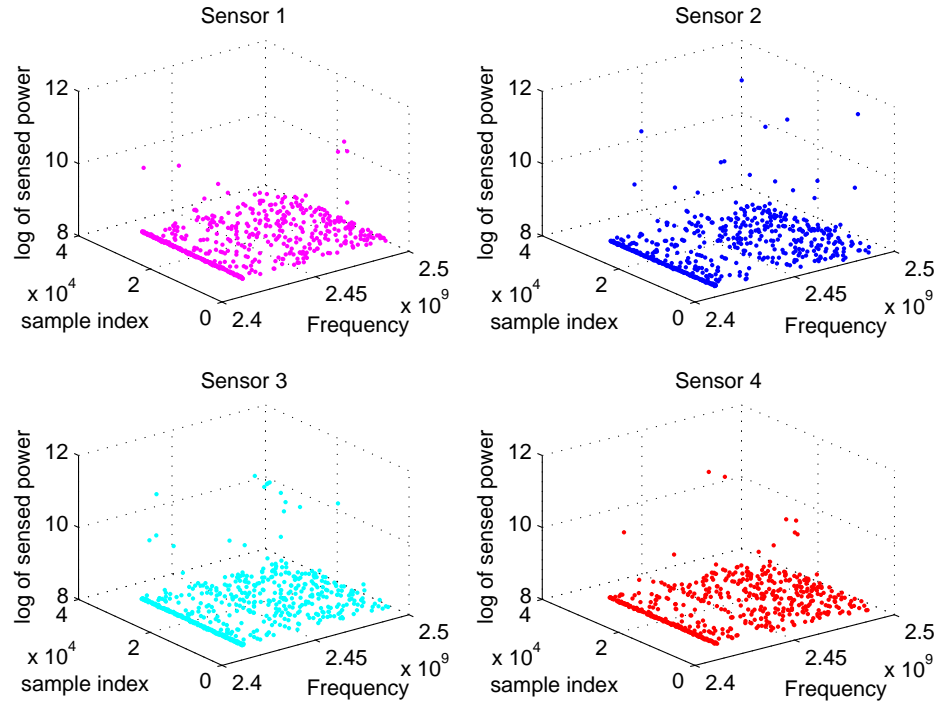 Sensor 1
log of sensed power
12
10
8
4
2
0
x 10^4
sample index
2.4
2.45
2.5
x 10^9
Frequency
Sensor 2
log of sensed power
12
10
8
4
2
0
x 10^4
sample index
2.4
2.45
2.5
x 10^9
Frequency
Sensor 3
log of sensed power
12
10
8
4
2
0
x 10^4
sample index
2.4
2.45
2.5
x 10^9
Frequency
Sensor 4
log of sensed power
12
10
8
4
2
0
x 10^4
sample index
2.4
2.45
2.5
x 10^9
Frequency